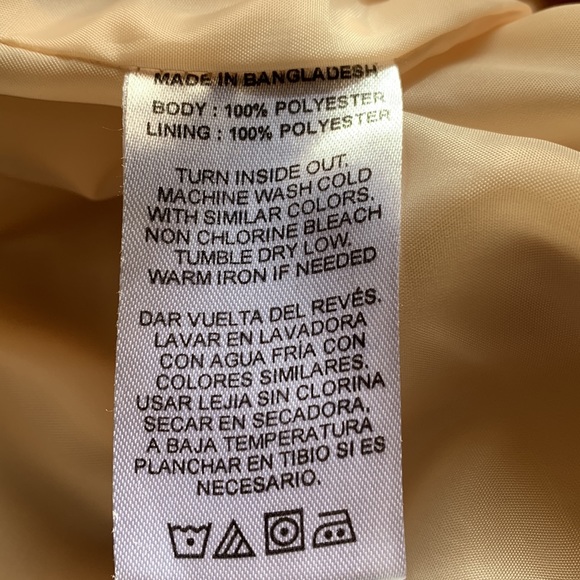 MADE IN BANGLADESH
BODY : 100% POLYESTER
LINING : 100% POLYESTER
TURN INSIDE OUT.
MACHINE WASH COLD
WITH SIMILAR COLORS.
NON CHLORINE BLEACH
TUMBLE DRY LOW.
WARM IRON IF NEEDED
DAR VUELTA DEL REVÉS.
LAVAR EN LAVADORA
CON AGUA FRÍA CON
COLORES SIMILARES.
USAR LEJIA SIN CLORINA
SECAR EN SECADORA,
A BAJA TEMPERATURA
PLANCHAR EN TIBIO SI ES
NECESARIO.